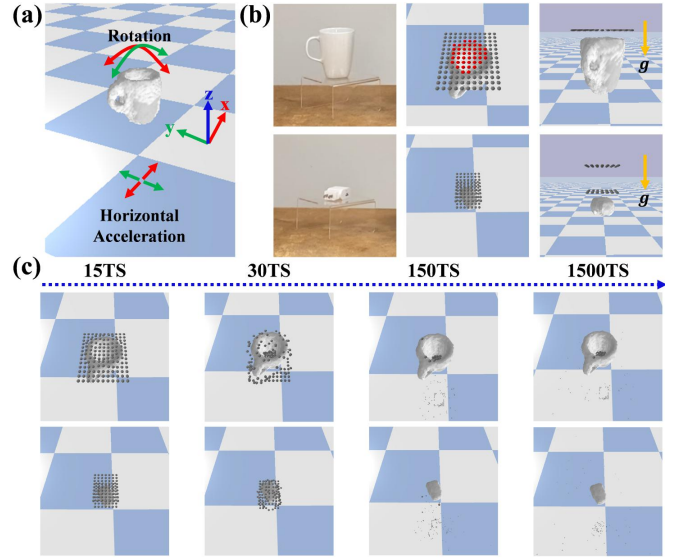 (a)
Rotation
z
x
y
Horizontal
Acceleration
(b)
g
g
(c)
15TS
30TS
150TS
1500TS